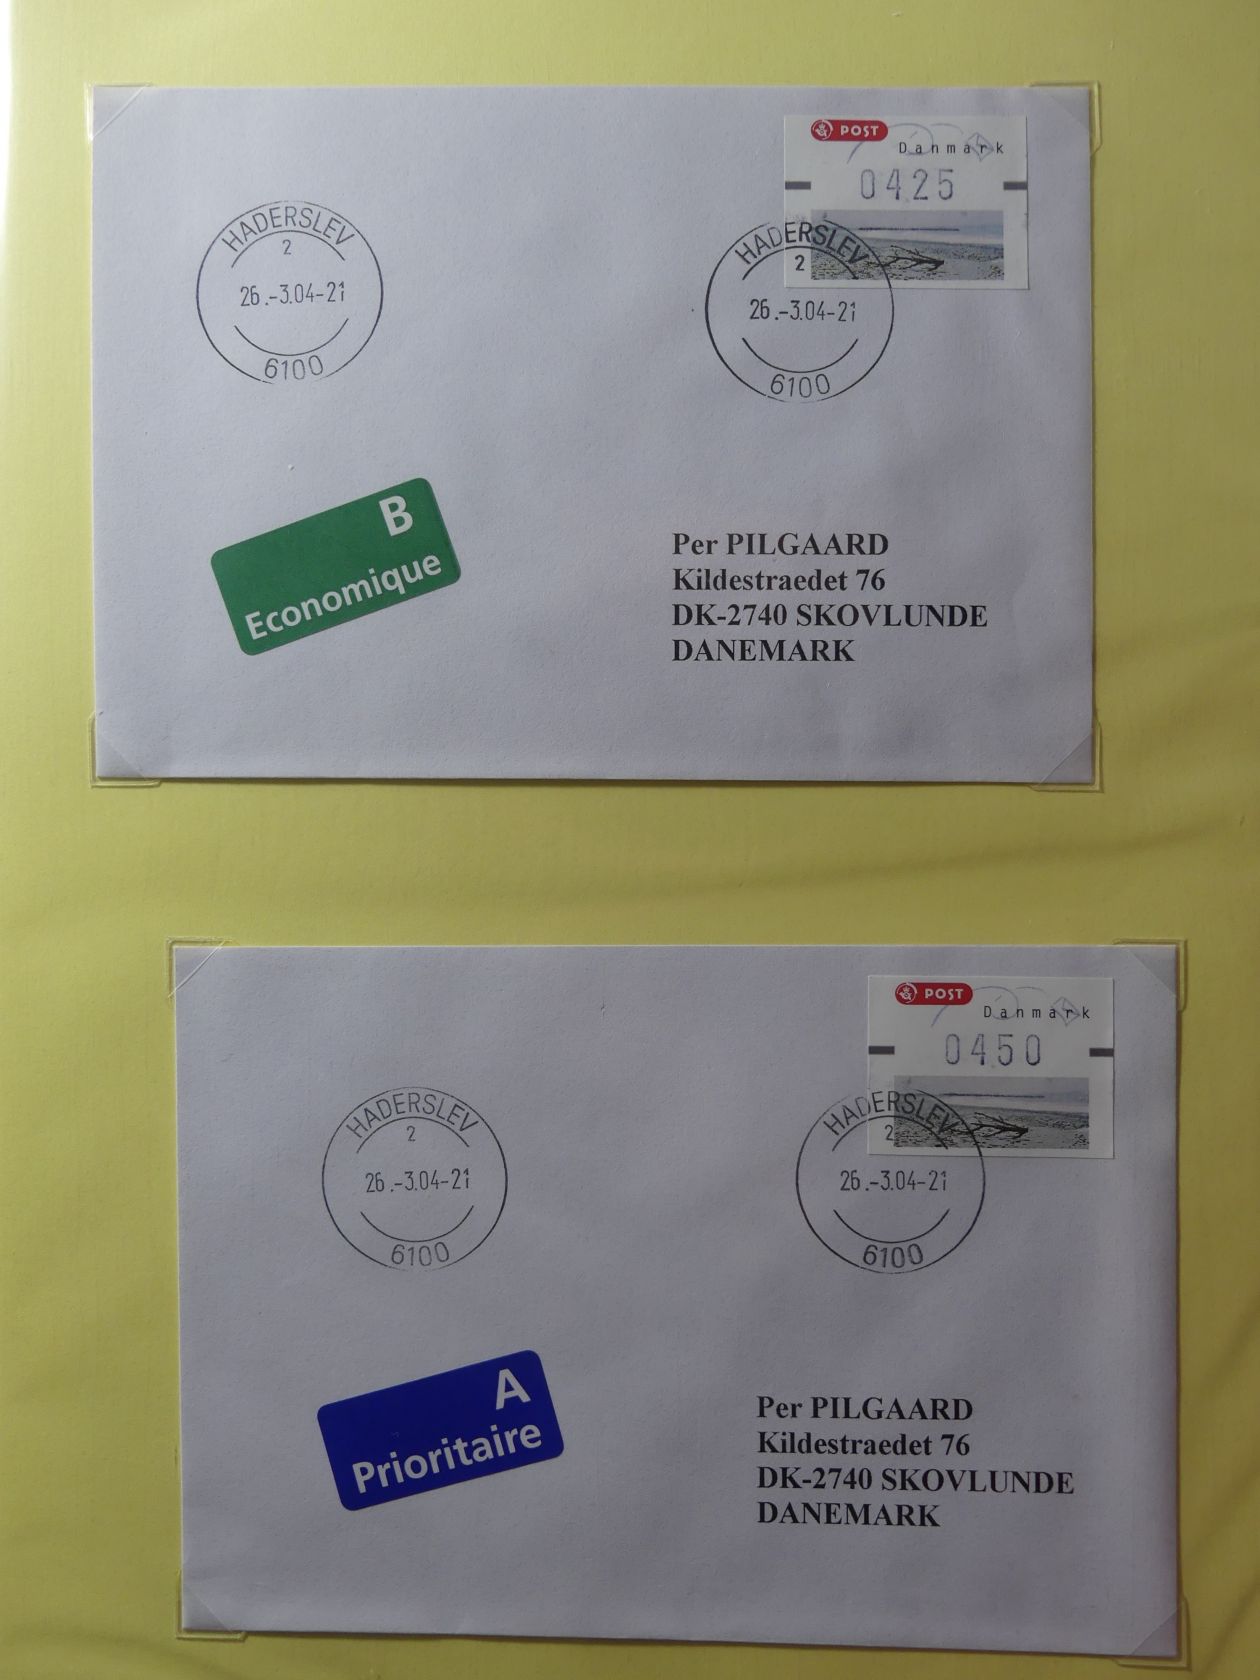 POST
Danmark
0425
HADERSLEV
2
26.-3.04-21
6100
HADERSLEV
2
26.-3.04-21
6100
B
Economique
Per PILGAARD
Kildestraedet 76
DK-2740 SKOVLUNDE
DANEMARK
POST
Danmark
0450
HADERSLEV
2
26.-3.04-21
6100
HADERSLEV
2
26.-3.04-21
6100
A
Prioritaire
Per PILGAARD
Kildestraedet 76
DK-2740 SKOVLUNDE
DANEMARK